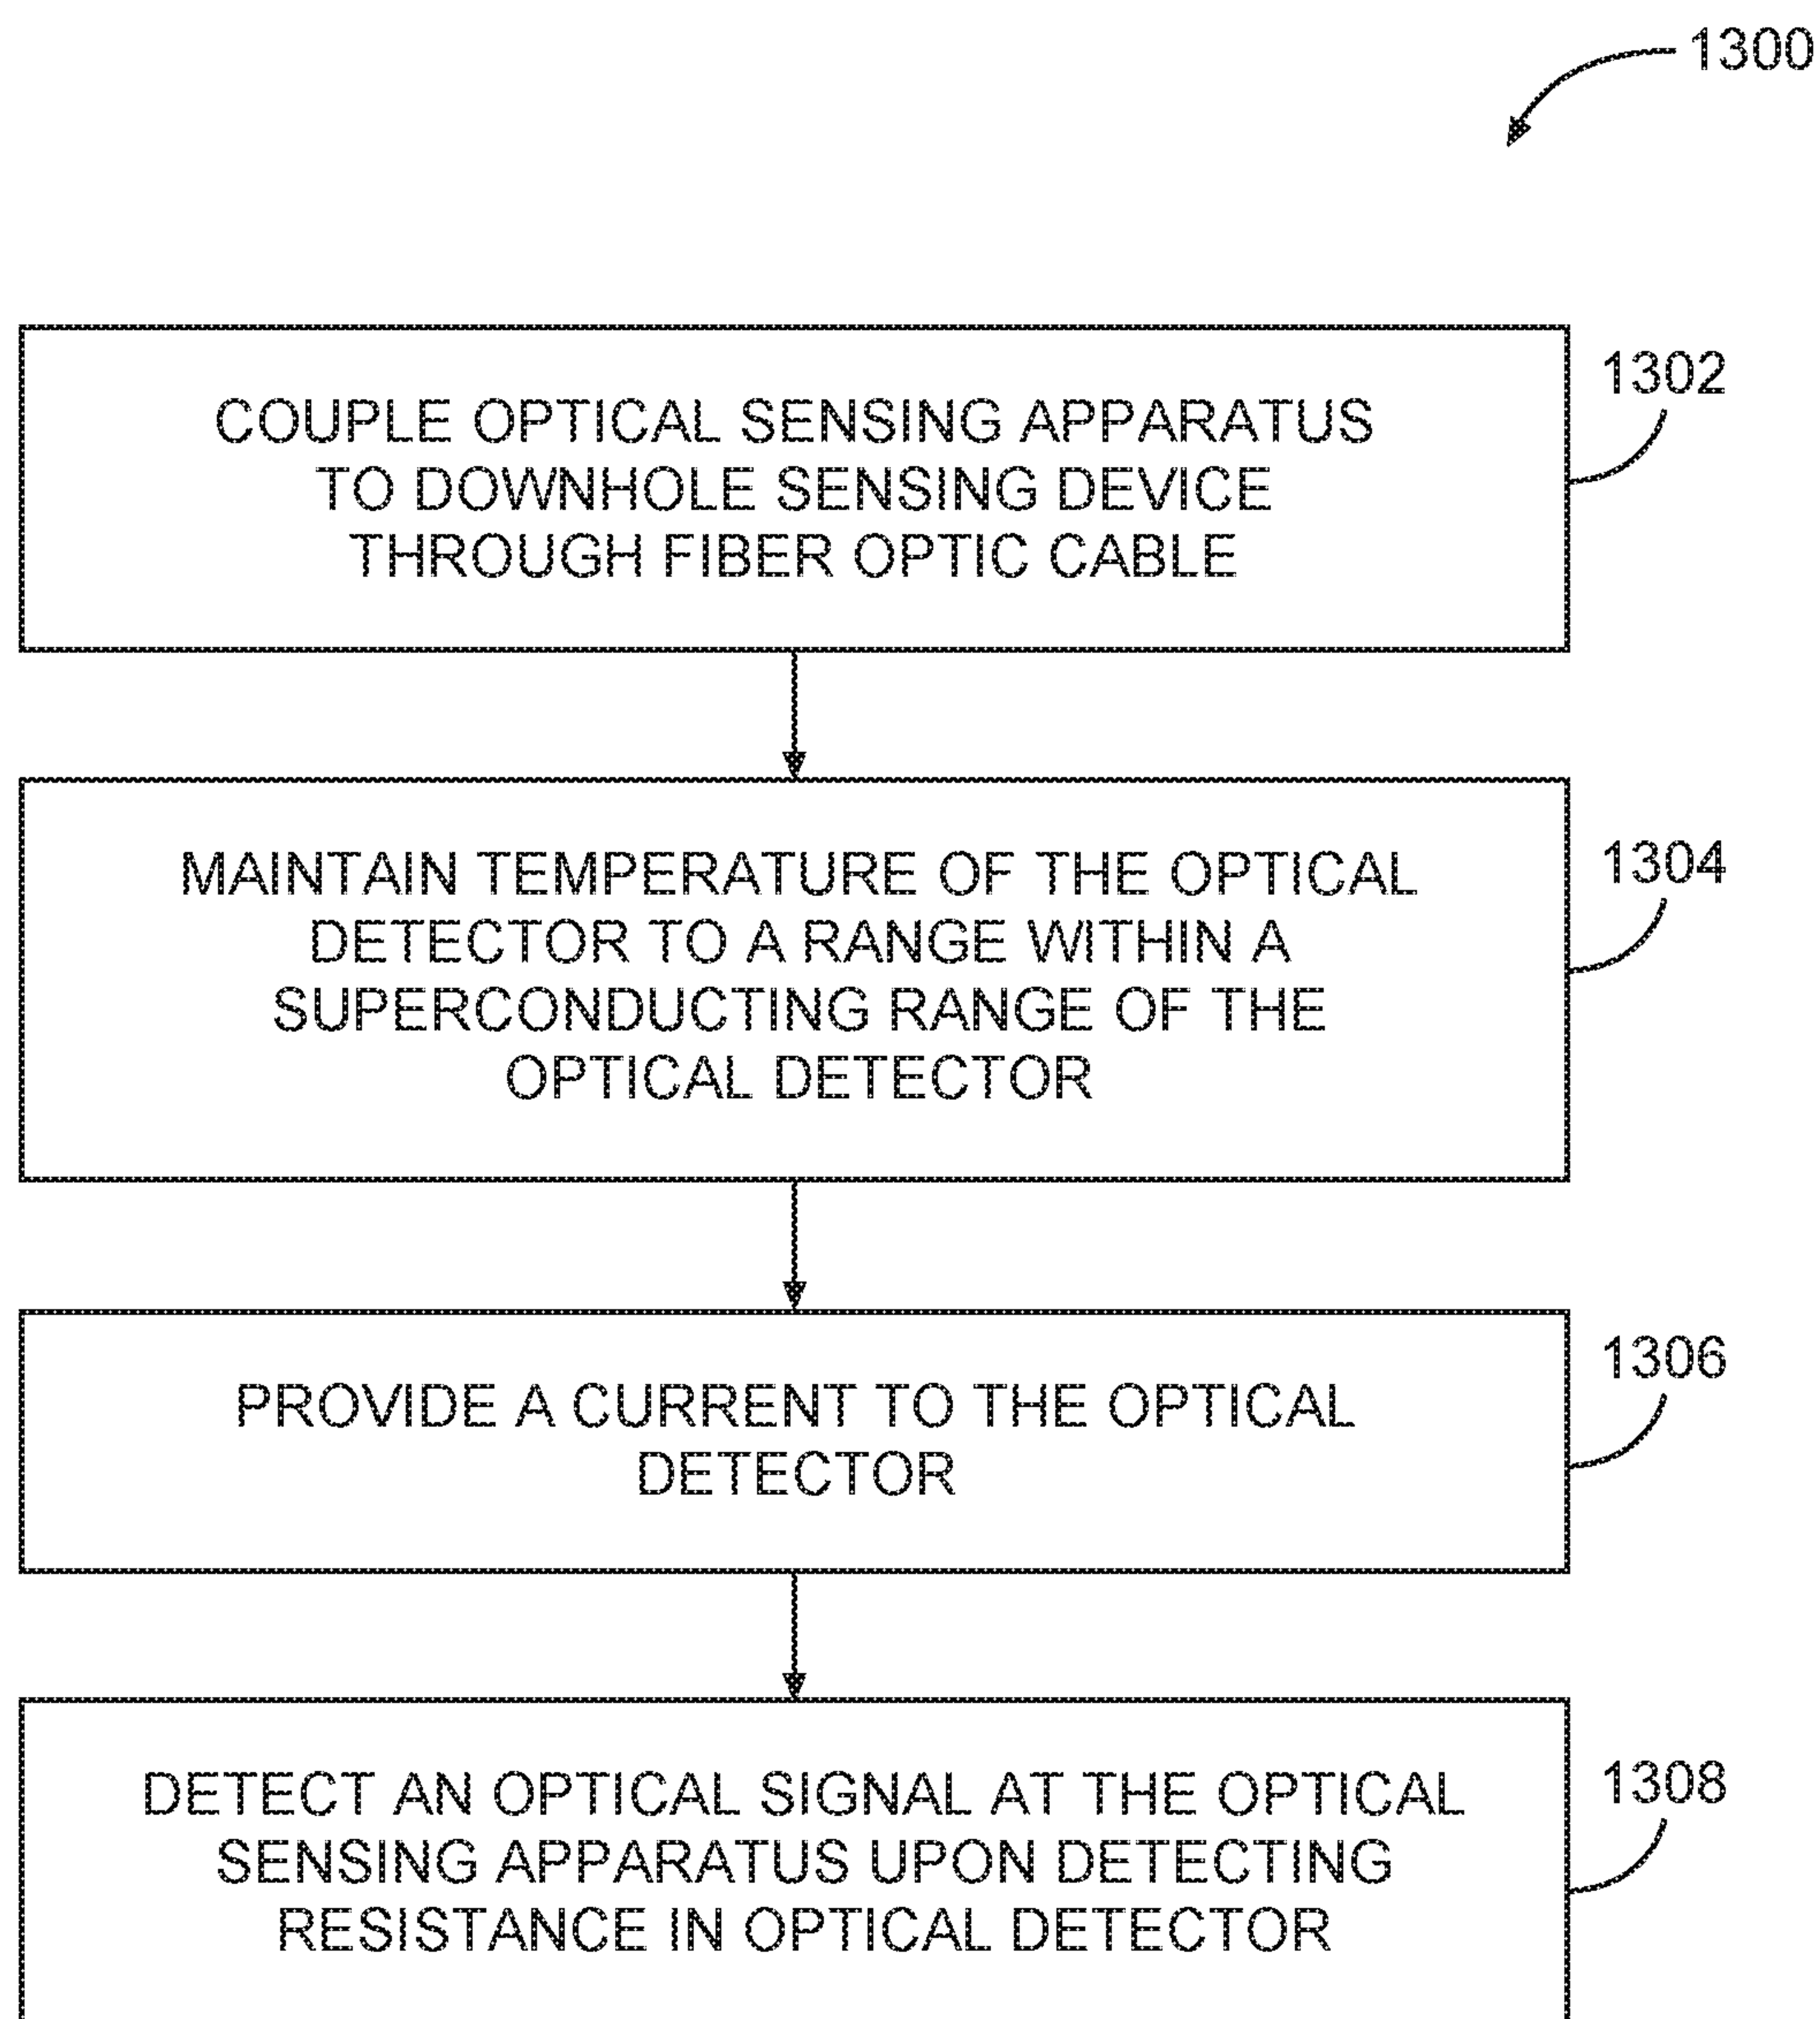 1300
COUPLE OPTICAL SENSING APPARATUS
TO DOWNHOLE SENSING DEVICE
THROUGH FIBER OPTIC CABLE
1302
MAINTAIN TEMPERATURE OF THE OPTICAL
DETECTOR TO A RANGE WITHIN A
SUPERCONDUCTING RANGE OF THE
OPTICAL DETECTOR
1304
PROVIDE A CURRENT TO THE OPTICAL
DETECTOR
1306
DETECT AN OPTICAL SIGNAL AT THE OPTICAL
SENSING APPARATUS UPON DETECTING
RESISTANCE IN OPTICAL DETECTOR
1308